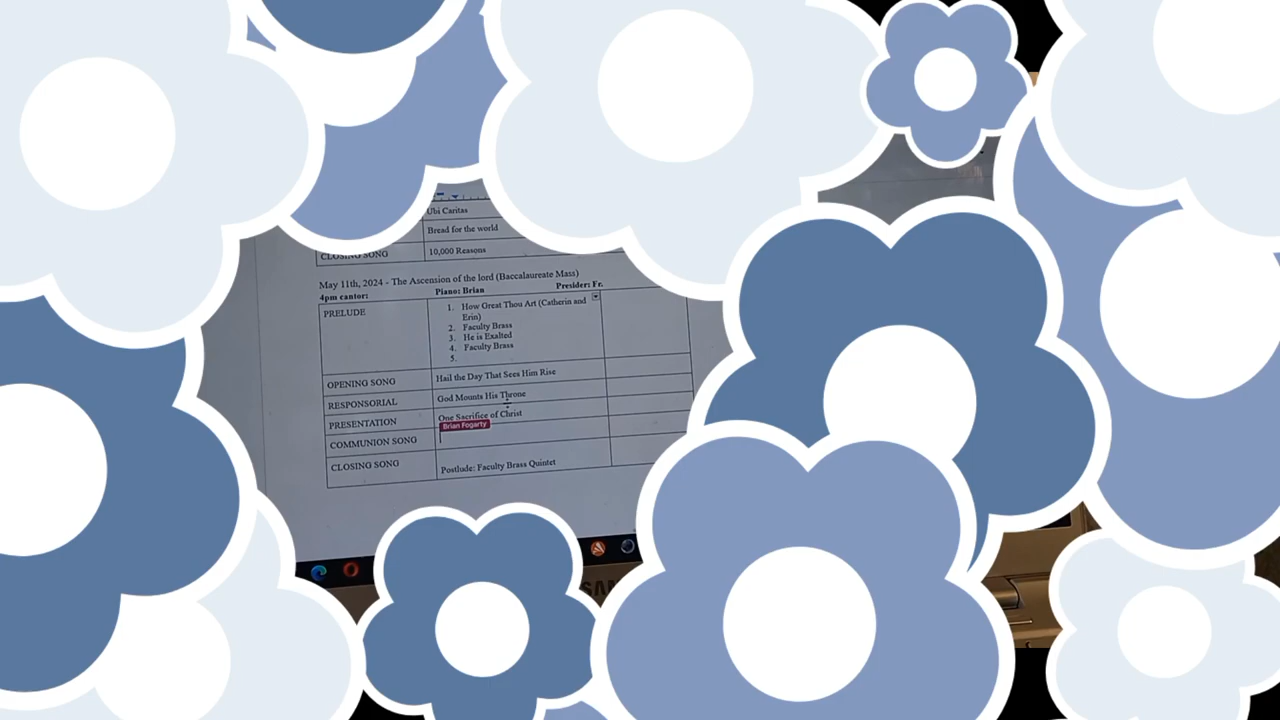 Ubi Caritas
Bread for the world
CLOSING SONG 10,000 Reasons
May 11th, 2024 - The Ascension of the lord (Baccalaureate Mass)
4pm cantor: Piano: Brian Presider: Fr.
PRELUDE
1. How Great Thou Art (Catherin and
Erin)
2. Faculty Brass
3. He is Exalted
4. Faculty Brass
5.
OPENING SONG Hail the Day That Sees Him Rise
RESPONSORIAL God Mounts His Throne
PRESENTATION One Sacrifice of Christ
Brian Fogarty
COMMUNION SONG
CLOSING SONG Postlude: Faculty Brass Quintet